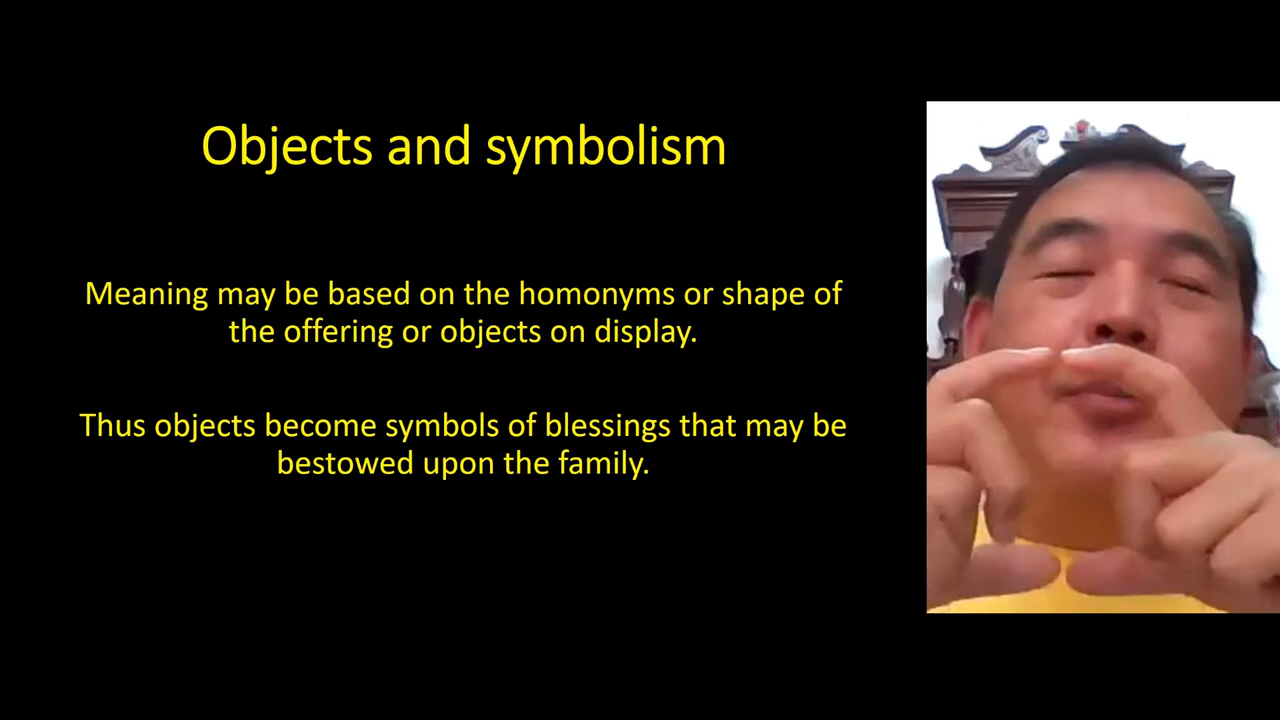 Objects and symbolism
Meaning may be based on the homonyms or shape of
the offering or objects on display.
Thus objects become symbols of blessings that may be
bestowed upon the family.